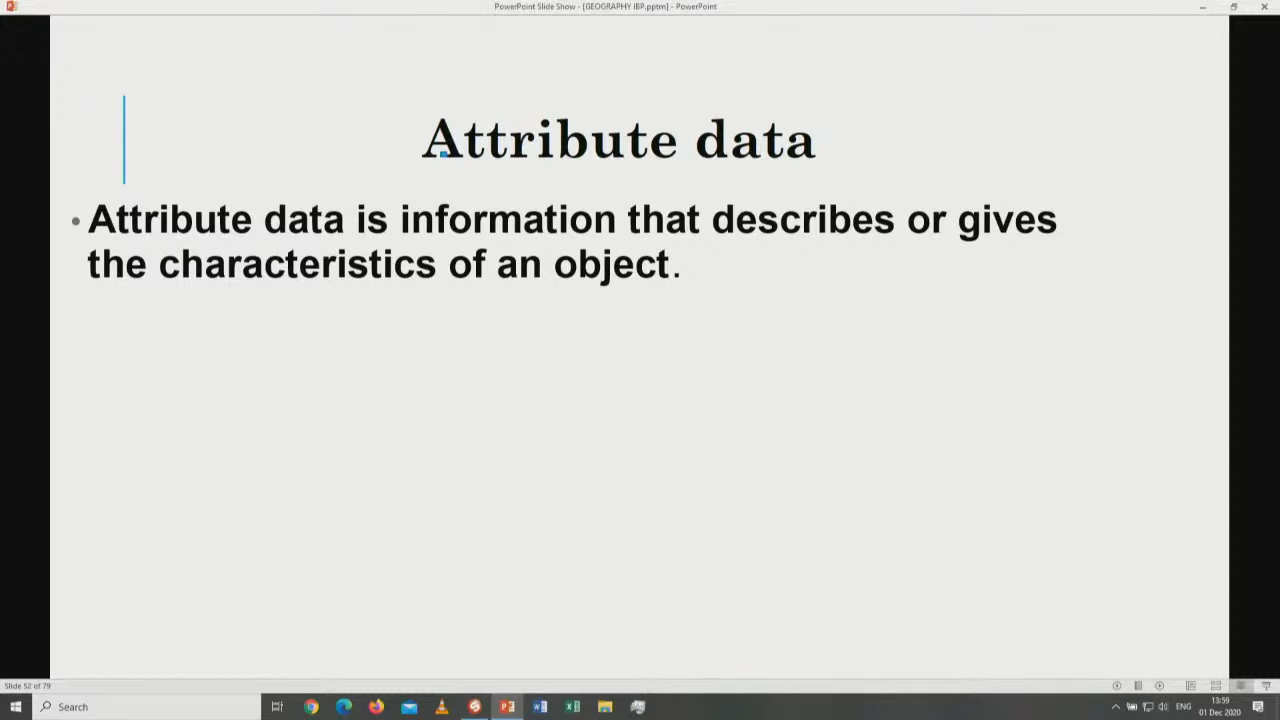 PowerPoint Slide Show - [GEOGRAPHY IBP.pptm] - PowerPoint
Attribute data
• Attribute data is information that describes or gives
the characteristics of an object.
Slide 52 of 79
Search
ENG
13:59
01 Dec 2020